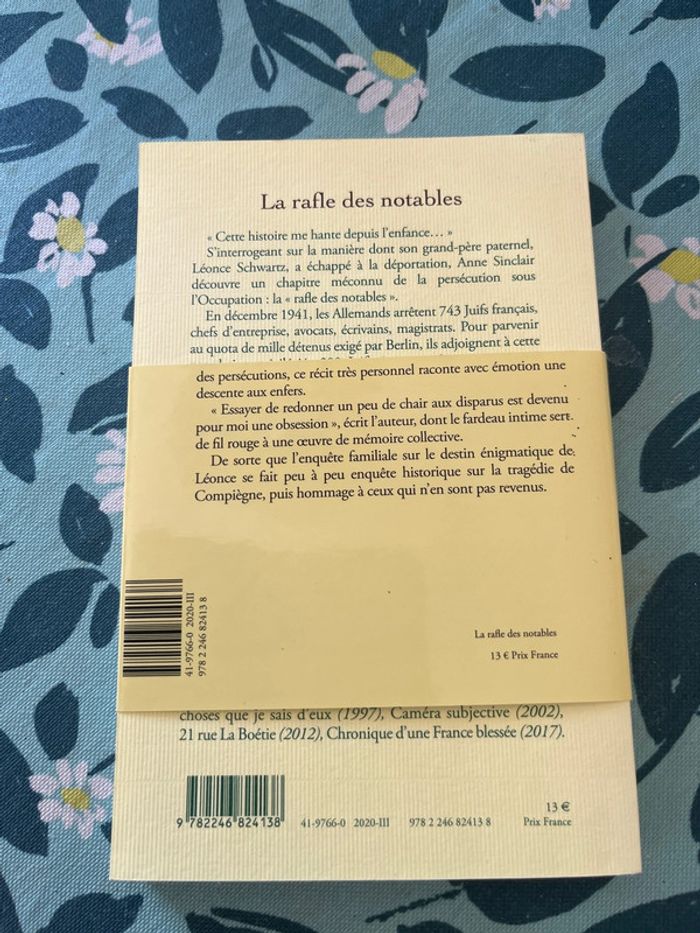 La rafle des notables
« Cette histoire me hante depuis l'enfance… »
S'interrogeant sur la manière dont son grand-père paternel,
Léonce Schwartz, a échappé à la déportation, Anne Sinclair
découvre un chapitre méconnu de la persécution sous
l'Occupation : la « rafle des notables ».
En décembre 1941, les Allemands arrêtent 743 Juifs français,
chefs d'entreprise, avocats, écrivains, magistrats. Pour parvenir
au quota de mille détenus exigé par Berlin, ils adjoignent à cette
des persécutions, ce récit très personnel raconte avec émotion une
descente aux enfers.
« Essayer de redonner un peu de chair aux disparus est devenu
pour moi une obsession », écrit l'auteur, dont le fardeau intime sert
de fil rouge à une œuvre de mémoire collective.
De sorte que l'enquête familiale sur le destin énigmatique de
Léonce se fait peu à peu enquête historique sur la tragédie de
Compiègne, puis hommage à ceux qui n'en sont pas revenus.
41-9766-0 2020-III
978 2 246 82413 8
La rafle des notables
13 € Prix France
choses que je sais d'eux (1997), Caméra subjective (2002),
21 rue La Boétie (2012), Chronique d'une France blessée (2017).
9 782246 824138
41-9766-0 2020-III 978 2 246 82413 8
13 €
Prix France